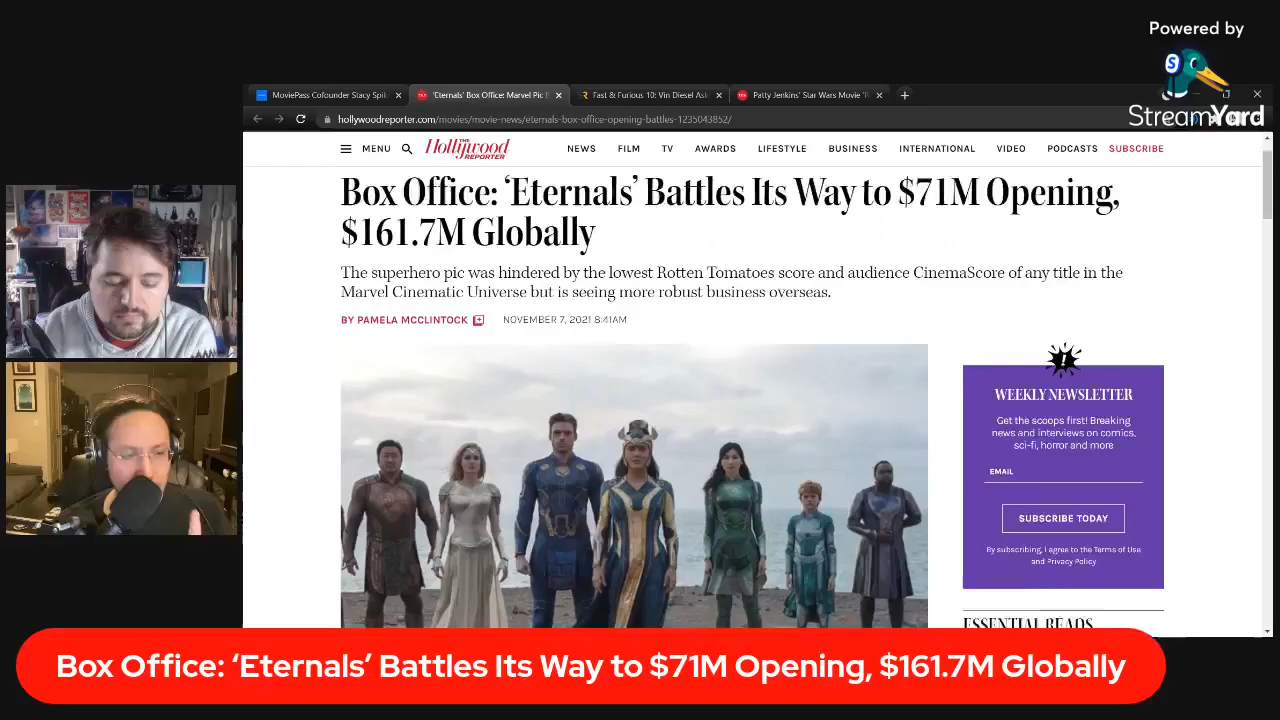 Powered by
StreamYard
MoviePass Cofounder Stacy Spik
'Eternals' Box Office: Marvel Pic B
Fast & Furious 10: Vin Diesel Ask
Patty Jenkins' Star Wars Movie 'R
hollywoodreporter.com/movies/movie-news/eternals-box-office-opening-battles-1235043852/
MENU
THE
Hollywood
REPORTER
NEWS FILM TV AWARDS LIFESTYLE BUSINESS INTERNATIONAL VIDEO PODCASTS SUBSCRIBE
Box Office: ‘Eternals’ Battles Its Way to $71M Opening,
$161.7M Globally
The superhero pic was hindered by the lowest Rotten Tomatoes score and audience CinemaScore of any title in the
Marvel Cinematic Universe but is seeing more robust business overseas.
BY PAMELA MCCLINTOCK NOVEMBER 7, 2021 8:41AM
WEEKLY NEWSLETTER
Get the scoops first! Breaking
news and interviews on comics,
sci-fi, horror and more
EMAIL
SUBSCRIBE TODAY
By subscribing, I agree to the Terms of Use
and Privacy Policy
ESSENTIAL READS
Box Office: ‘Eternals’ Battles Its Way to $71M Opening, $161.7M Globally